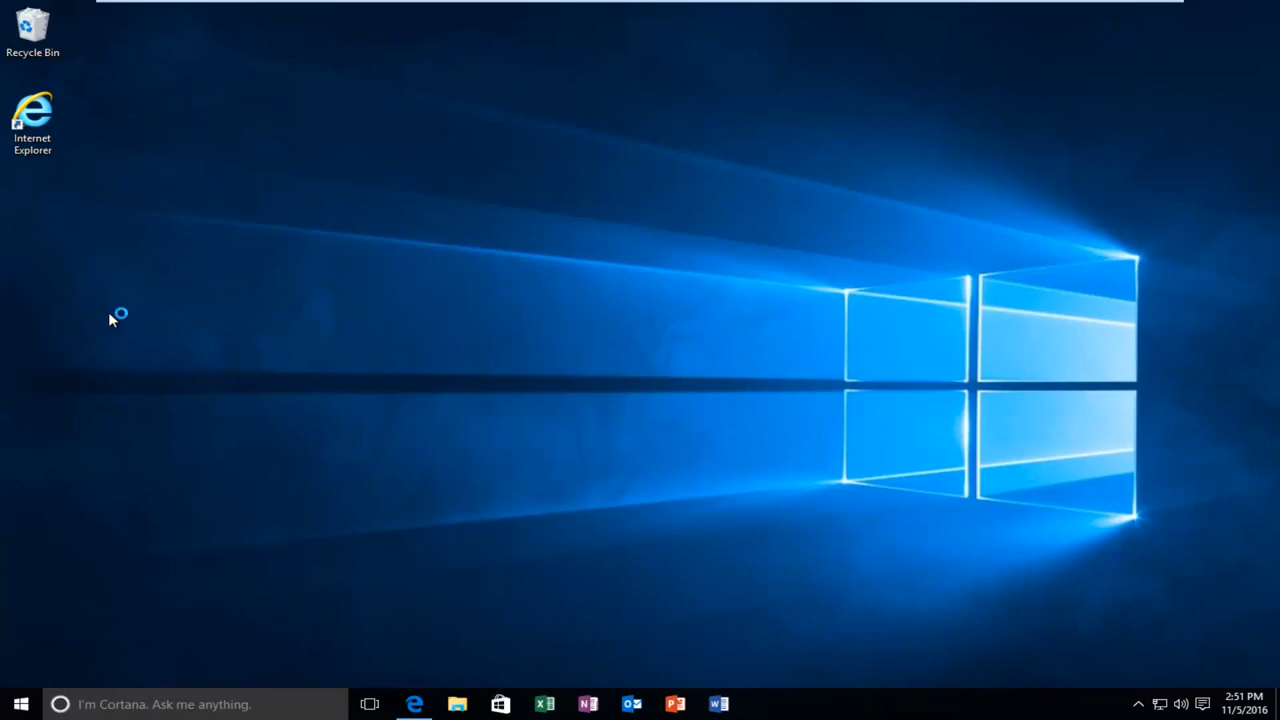 Recycle Bin
Internet
Explorer
I'm Cortana. Ask me anything.
X
N
O
P
W
2:51 PM
11/5/2016